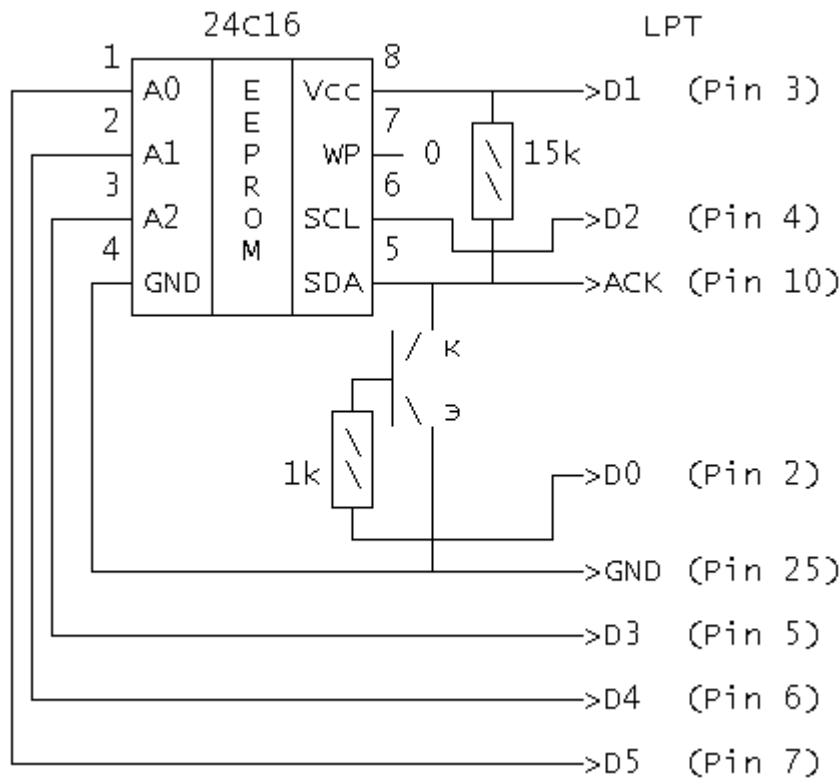 24C16 LPT
1 8
A0 Vcc >D1 (Pin 3)
2 7
A1 WP 0 15k
3 6
A2 SCL >D2 (Pin 4)
4 5
GND SDA >ACK (Pin 10)
EEPROM
к
э
1k >D0 (Pin 2)
>GND (Pin 25)
>D3 (Pin 5)
>D4 (Pin 6)
>D5 (Pin 7)